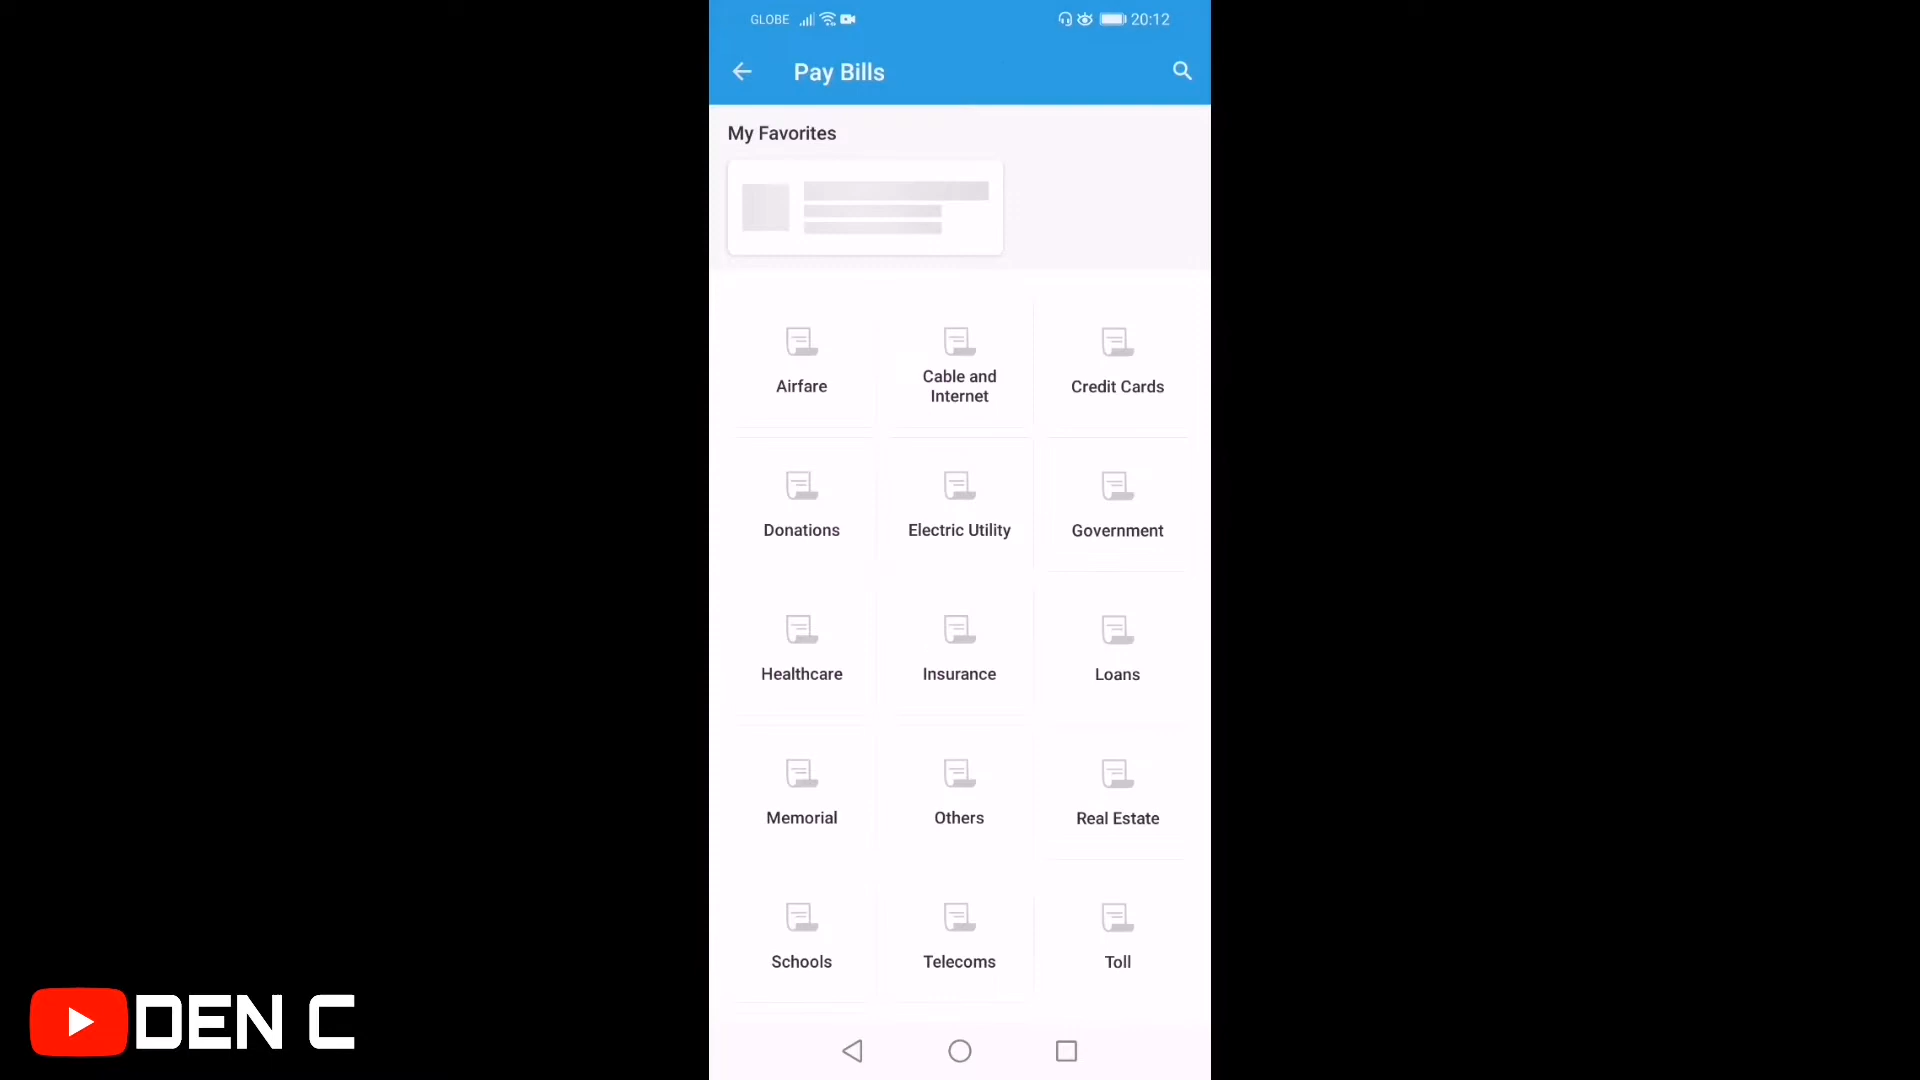 GLOBE 20:12
Pay Bills
My Favorites
Airfare
Cable and
Internet
Credit Cards
Donations
Electric Utility
Government
Healthcare
Insurance
Loans
Memorial
Others
Real Estate
Schools
Telecoms
Toll
DEN C